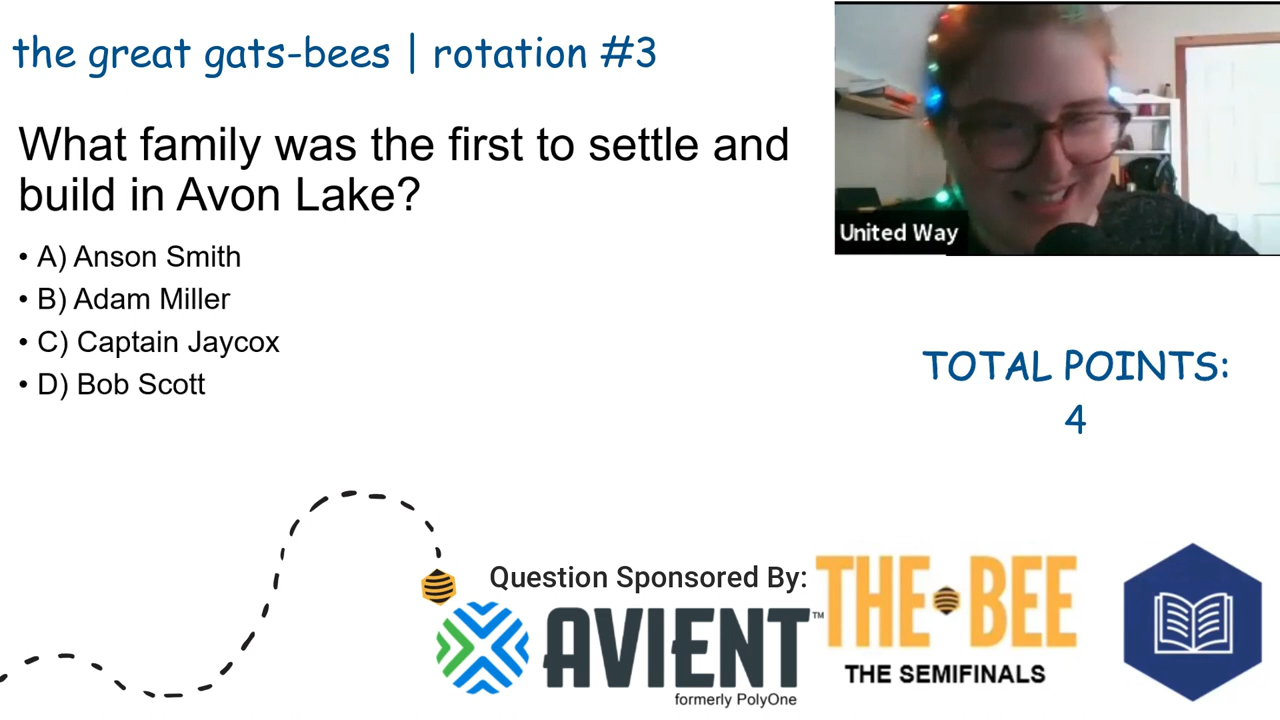 the great gats-bees | rotation #3
What family was the first to settle and
build in Avon Lake?
• A) Anson Smith
• B) Adam Miller
• C) Captain Jaycox
• D) Bob Scott
United Way
TOTAL POINTS:
4
Question Sponsored By:
AVIENT™
formerly PolyOne
THE BEE
THE SEMIFINALS